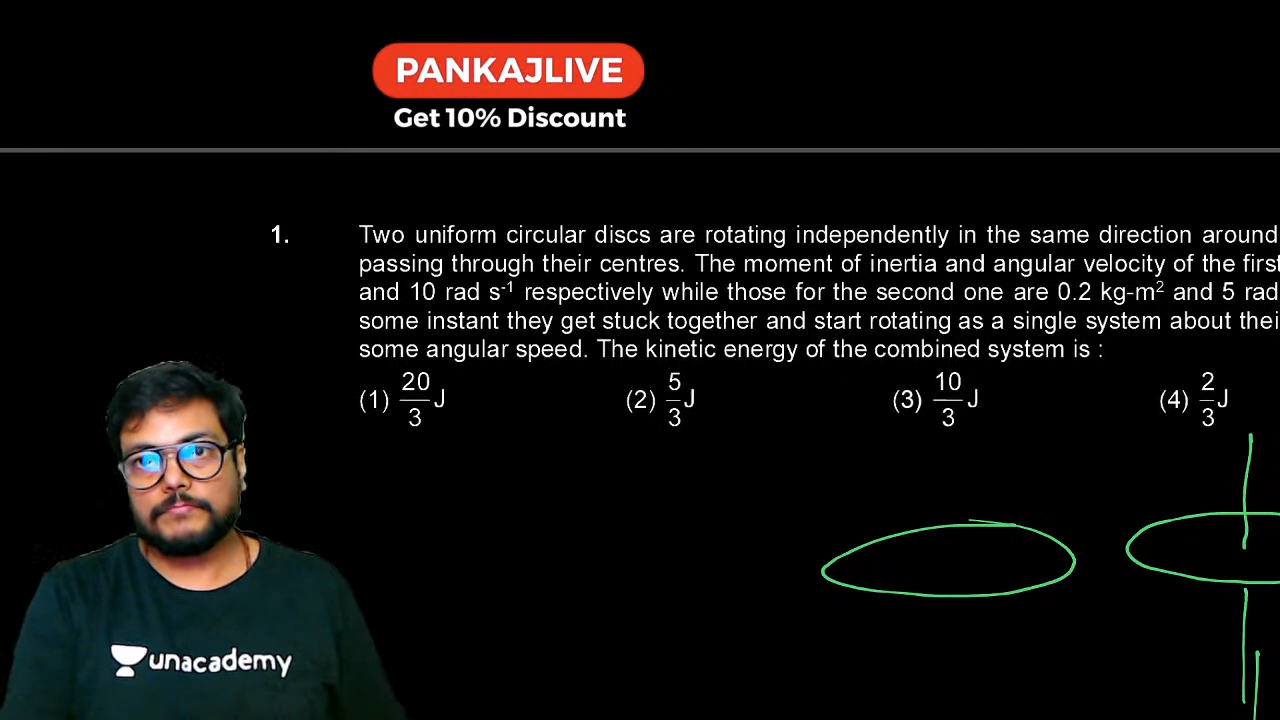 PANKAJLIVE
Get 10% Discount
1. Two uniform circular discs are rotating independently in the same direction around
passing through their centres. The moment of inertia and angular velocity of the first
and 10 rad s⁻¹ respectively while those for the second one are 0.2 kg-m² and 5 rad
some instant they get stuck together and start rotating as a single system about thei
some angular speed. The kinetic energy of the combined system is :
(1) 20/3 J (2) 5/3 J (3) 10/3 J (4) 2/3 J
unacademy